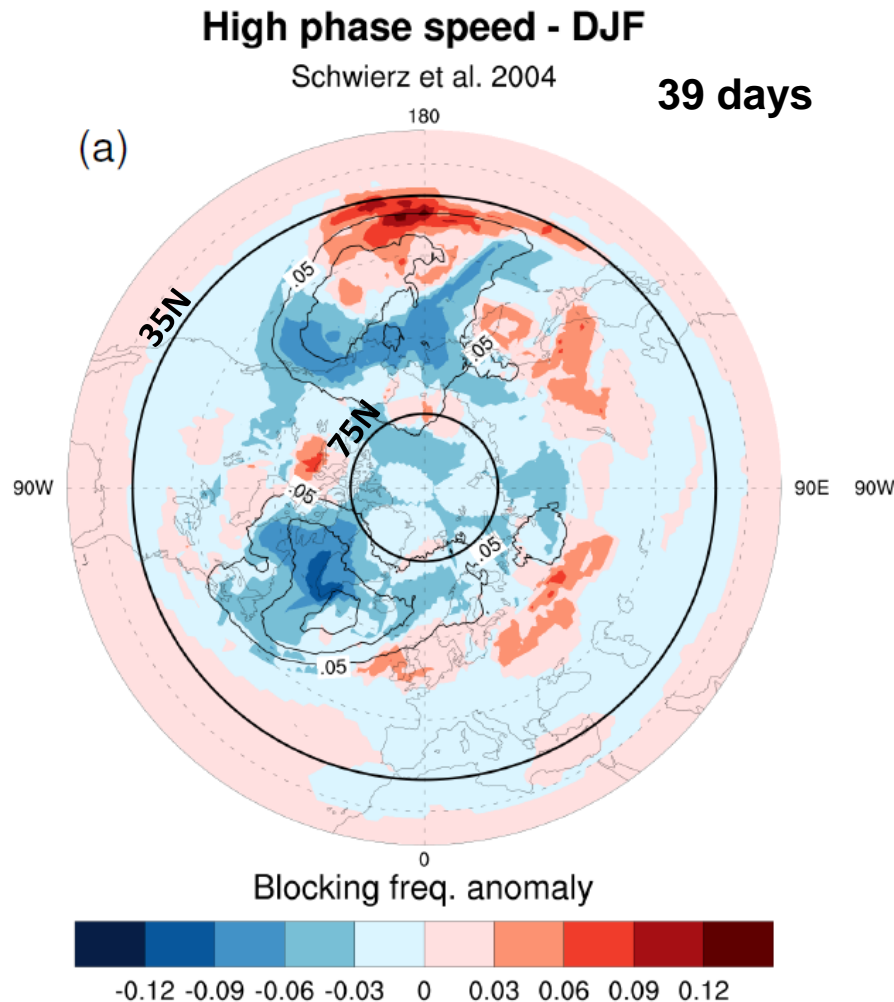 High phase speed - DJF
Schwierz et al. 2004
39 days
(a)
180
.05
35N
.05
75N
90W
90E
90W
.05
.05
.05
0
Blocking freq. anomaly
-0.12 -0.09 -0.06 -0.03 0 0.03 0.06 0.09 0.12